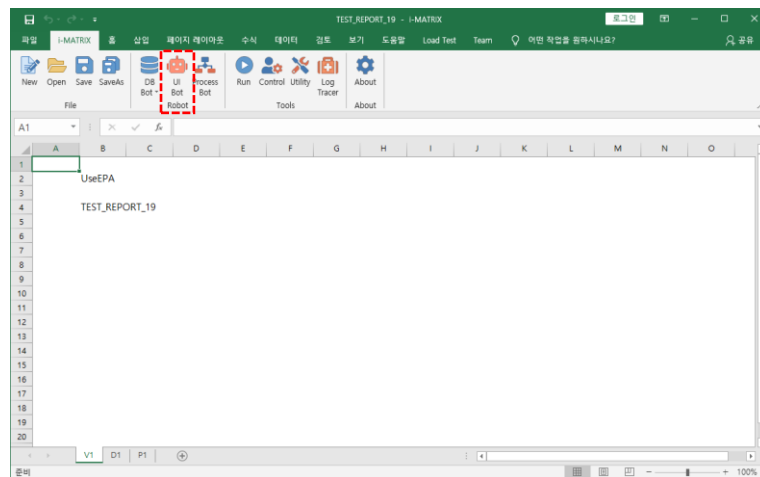 TEST_REPORT_19 - i-MATRIX
로그인
파일 i-MATRIX 홈 삽입 페이지 레이아웃 수식 데이터 검토 보기 도움말 Load Test Team 어떤 작업을 원하시나요? 공유
New Open Save SaveAs DB Bot UI Bot Process Bot Run Control Utility Log Tracer About
File Robot Tools About
A1 fx
A B C D E F G H I J K L M N O
1
2 UseEPA
3
4 TEST_REPORT_19
5
6
7
8
9
10
11
12
13
14
15
16
17
18
19
20
V1 D1 P1
준비 100%